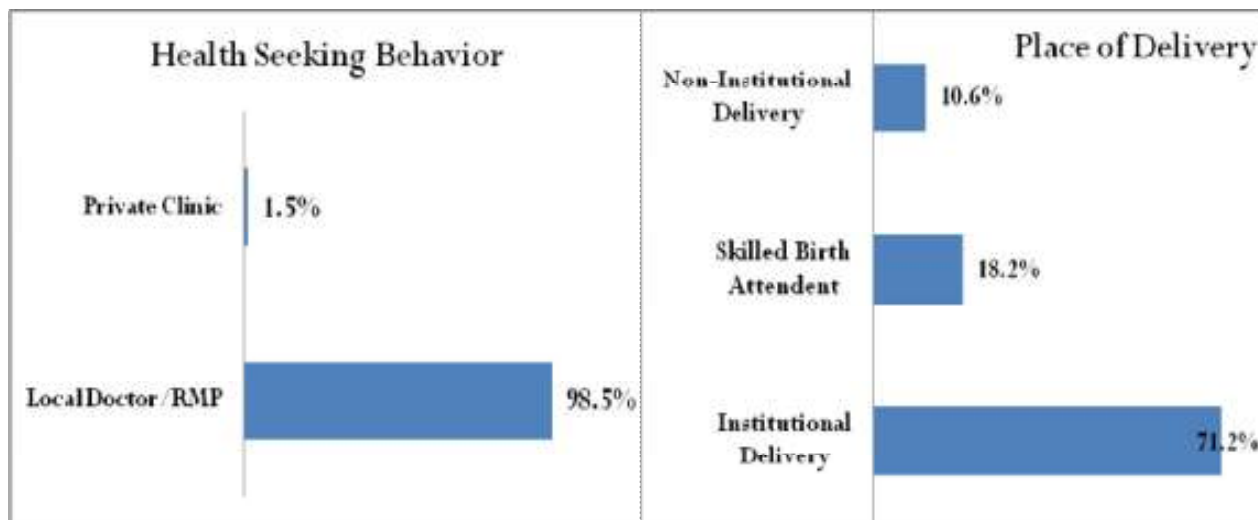 Health Seeking Behavior
Private Clinic
1.5%
Local Doctor /RMP
98.5%
Place of Delivery
Non-Institutional
Delivery
10.6%
Skilled Birth
Attendent
18.2%
Institutional
Delivery
71.2%